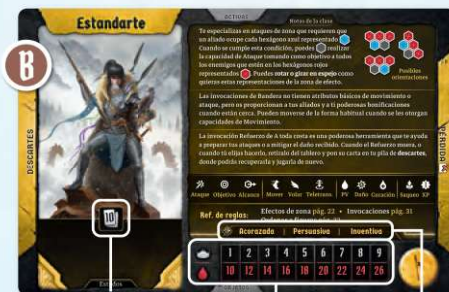 Estandarte
B
ACTIVAS
Notas de la clase
Te especializas en ataques de zona que requieren que
un aliado ocupe cada hexágono azul representado
Cuando se cumple esta condición, puedes realizar
la capacidad de Ataque tomando como objetivo a todos
los enemigos que estén en los hexágonos rojos
representados. Puedes rotar o girar en espejo como
quieras estas representaciones de la zona de efecto.
Posibles
orientaciones
Las invocaciones de Bandera no tienen atributos básicos de movimiento o
ataque, pero os proporcionan a tus aliados y a ti poderosas bonificaciones
cuando están cerca. Pueden moverse de la forma habitual cuando se les otorgan
capacidades de Movimiento.
La invocación Refuerzo de A toda costa es una poderosa herramienta que te ayuda
a preparar tus ataques o a mitigar el daño recibido. Cuando el Refuerzo muera, o
cuando tú elijas hacerlo, retíralo del tablero y pon su carta en tu pila de descartes,
donde podrás recuperarla y jugarla de nuevo.
DESCARTES
PÉRDIDA
Ataque Objetivo Alcance Mover Volar Teletransp. PV Daño Curación Saqueo XP
Ref. de reglas:
Efectos de zona pág. 22 • Invocaciones pág. 31
Acorazada | Persuasiva | Inventiva
10
Estados
1 2 3 4 5 6 7 8 9
10 12 14 16 18 20 22 24 26
OBJETOS